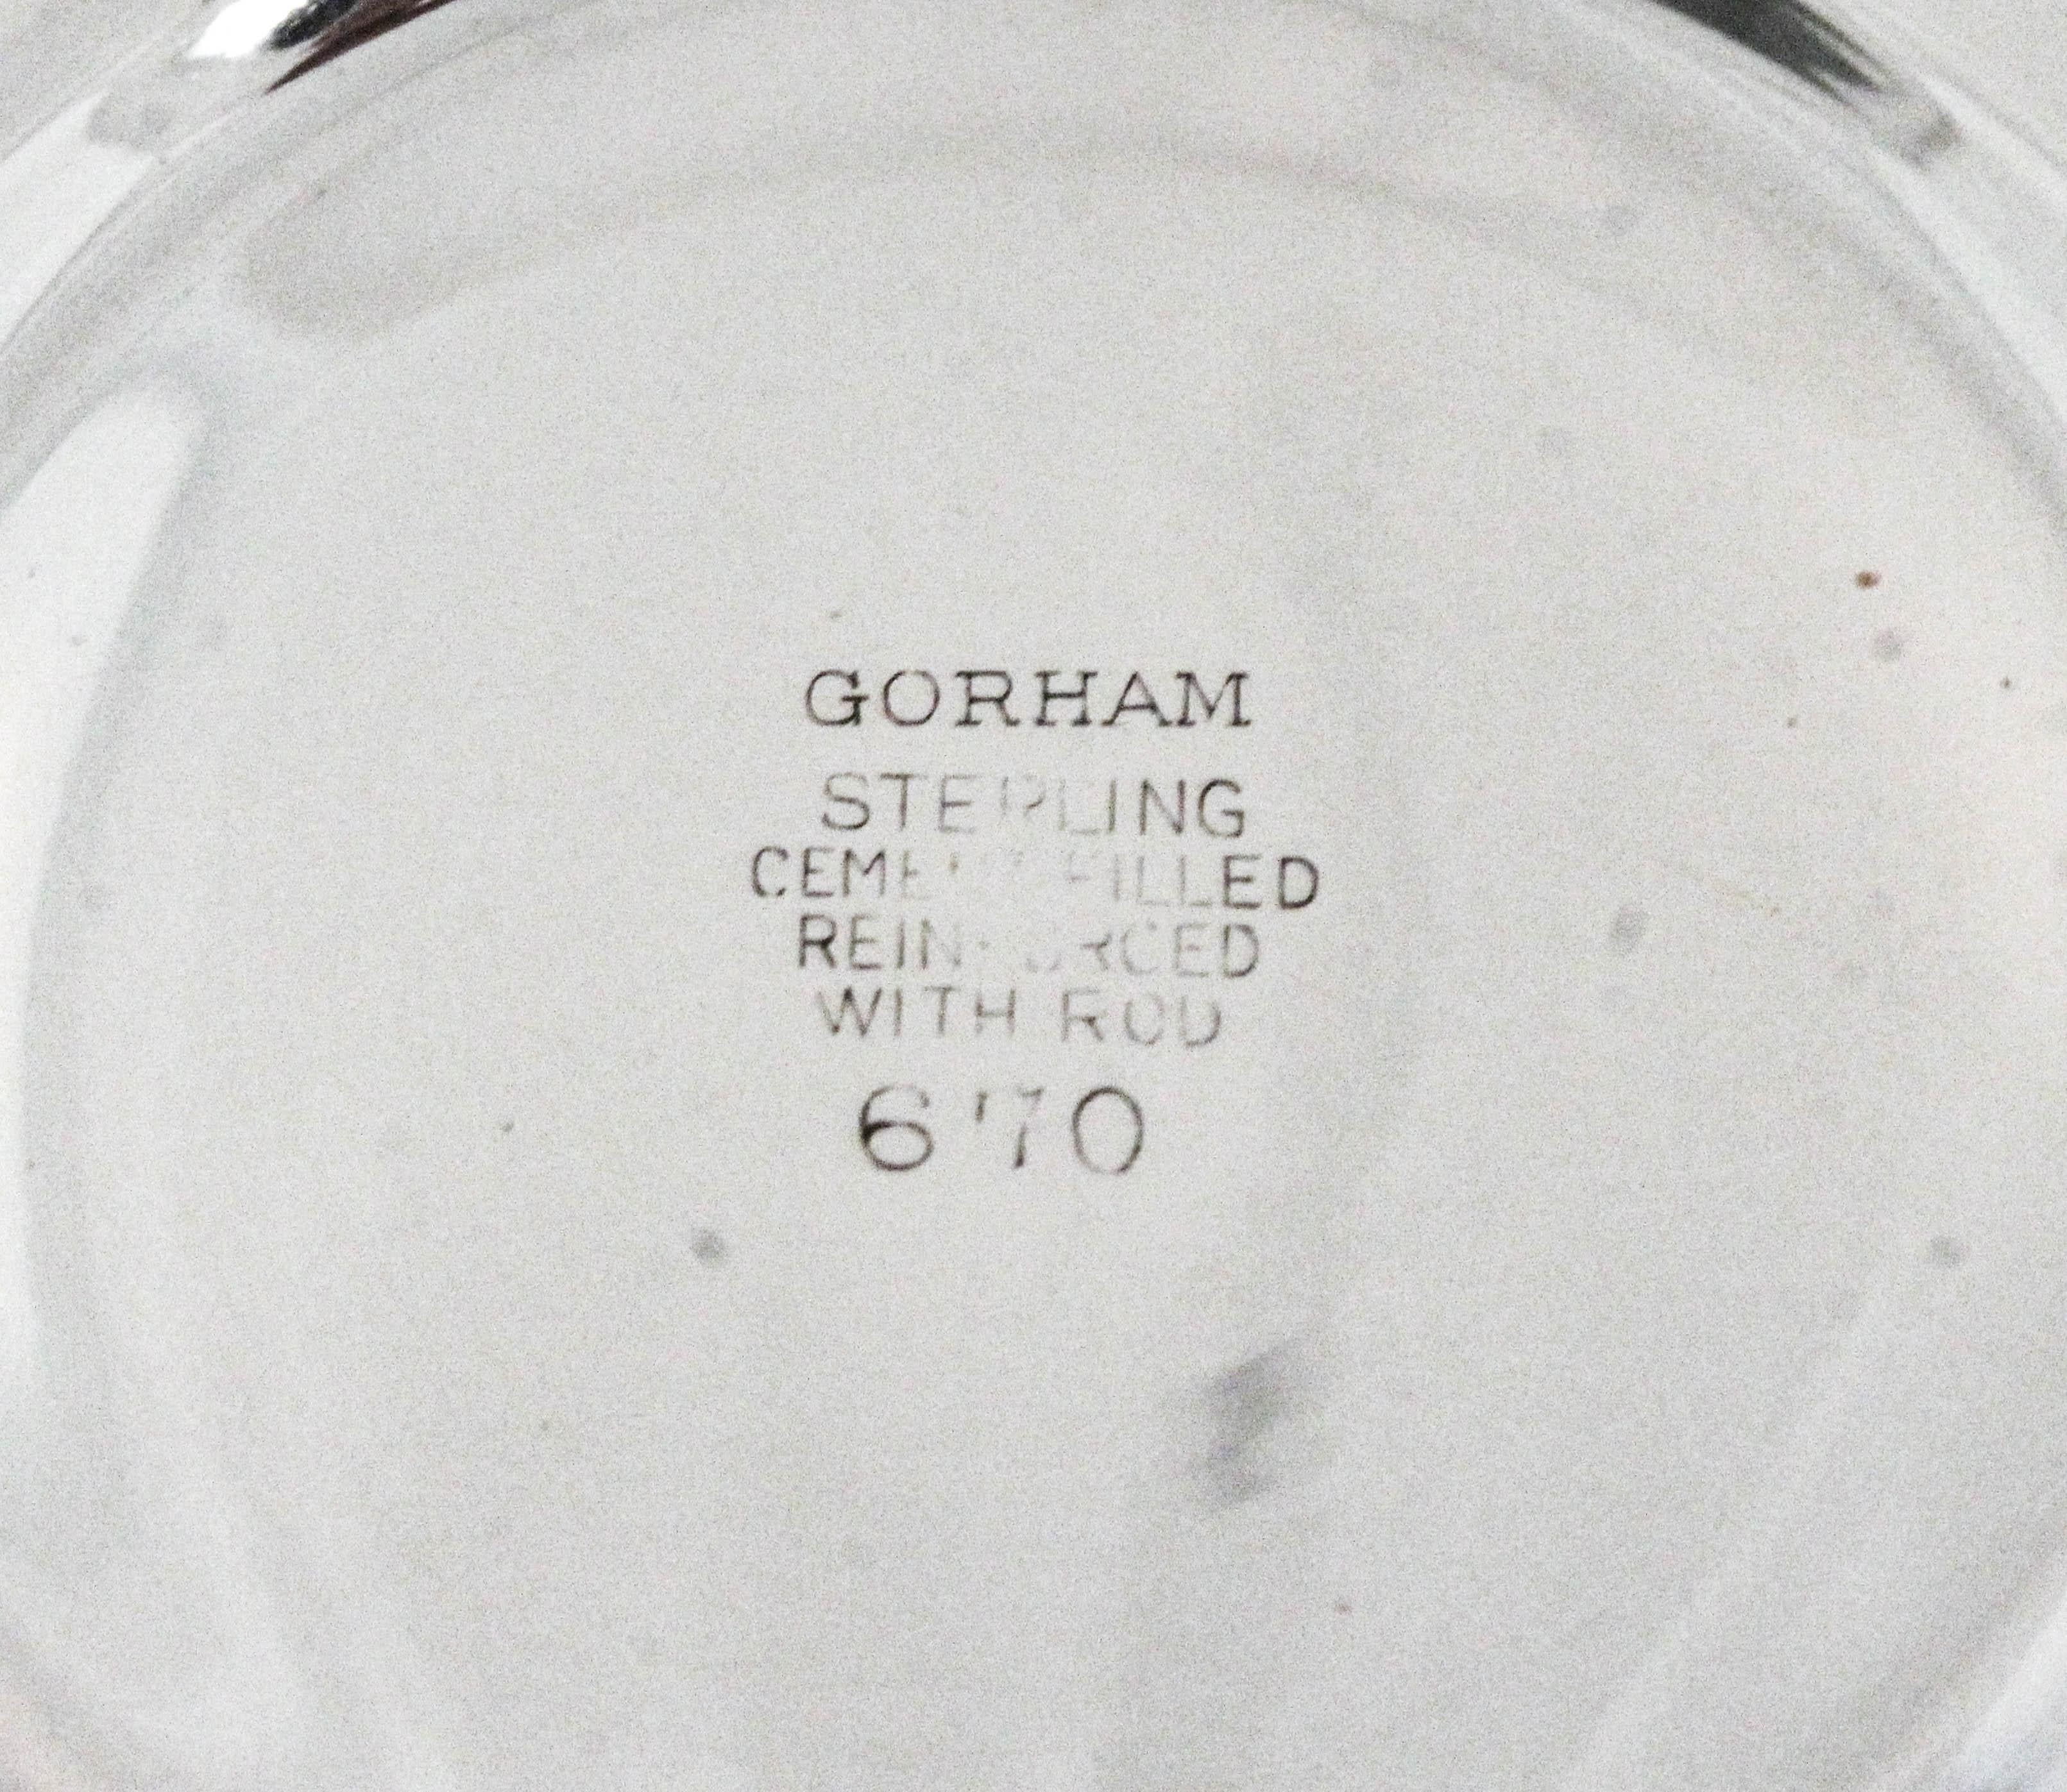 GORHAM
STERLING
CEMENT FILLED
REINFORCED
WITH ROD
670